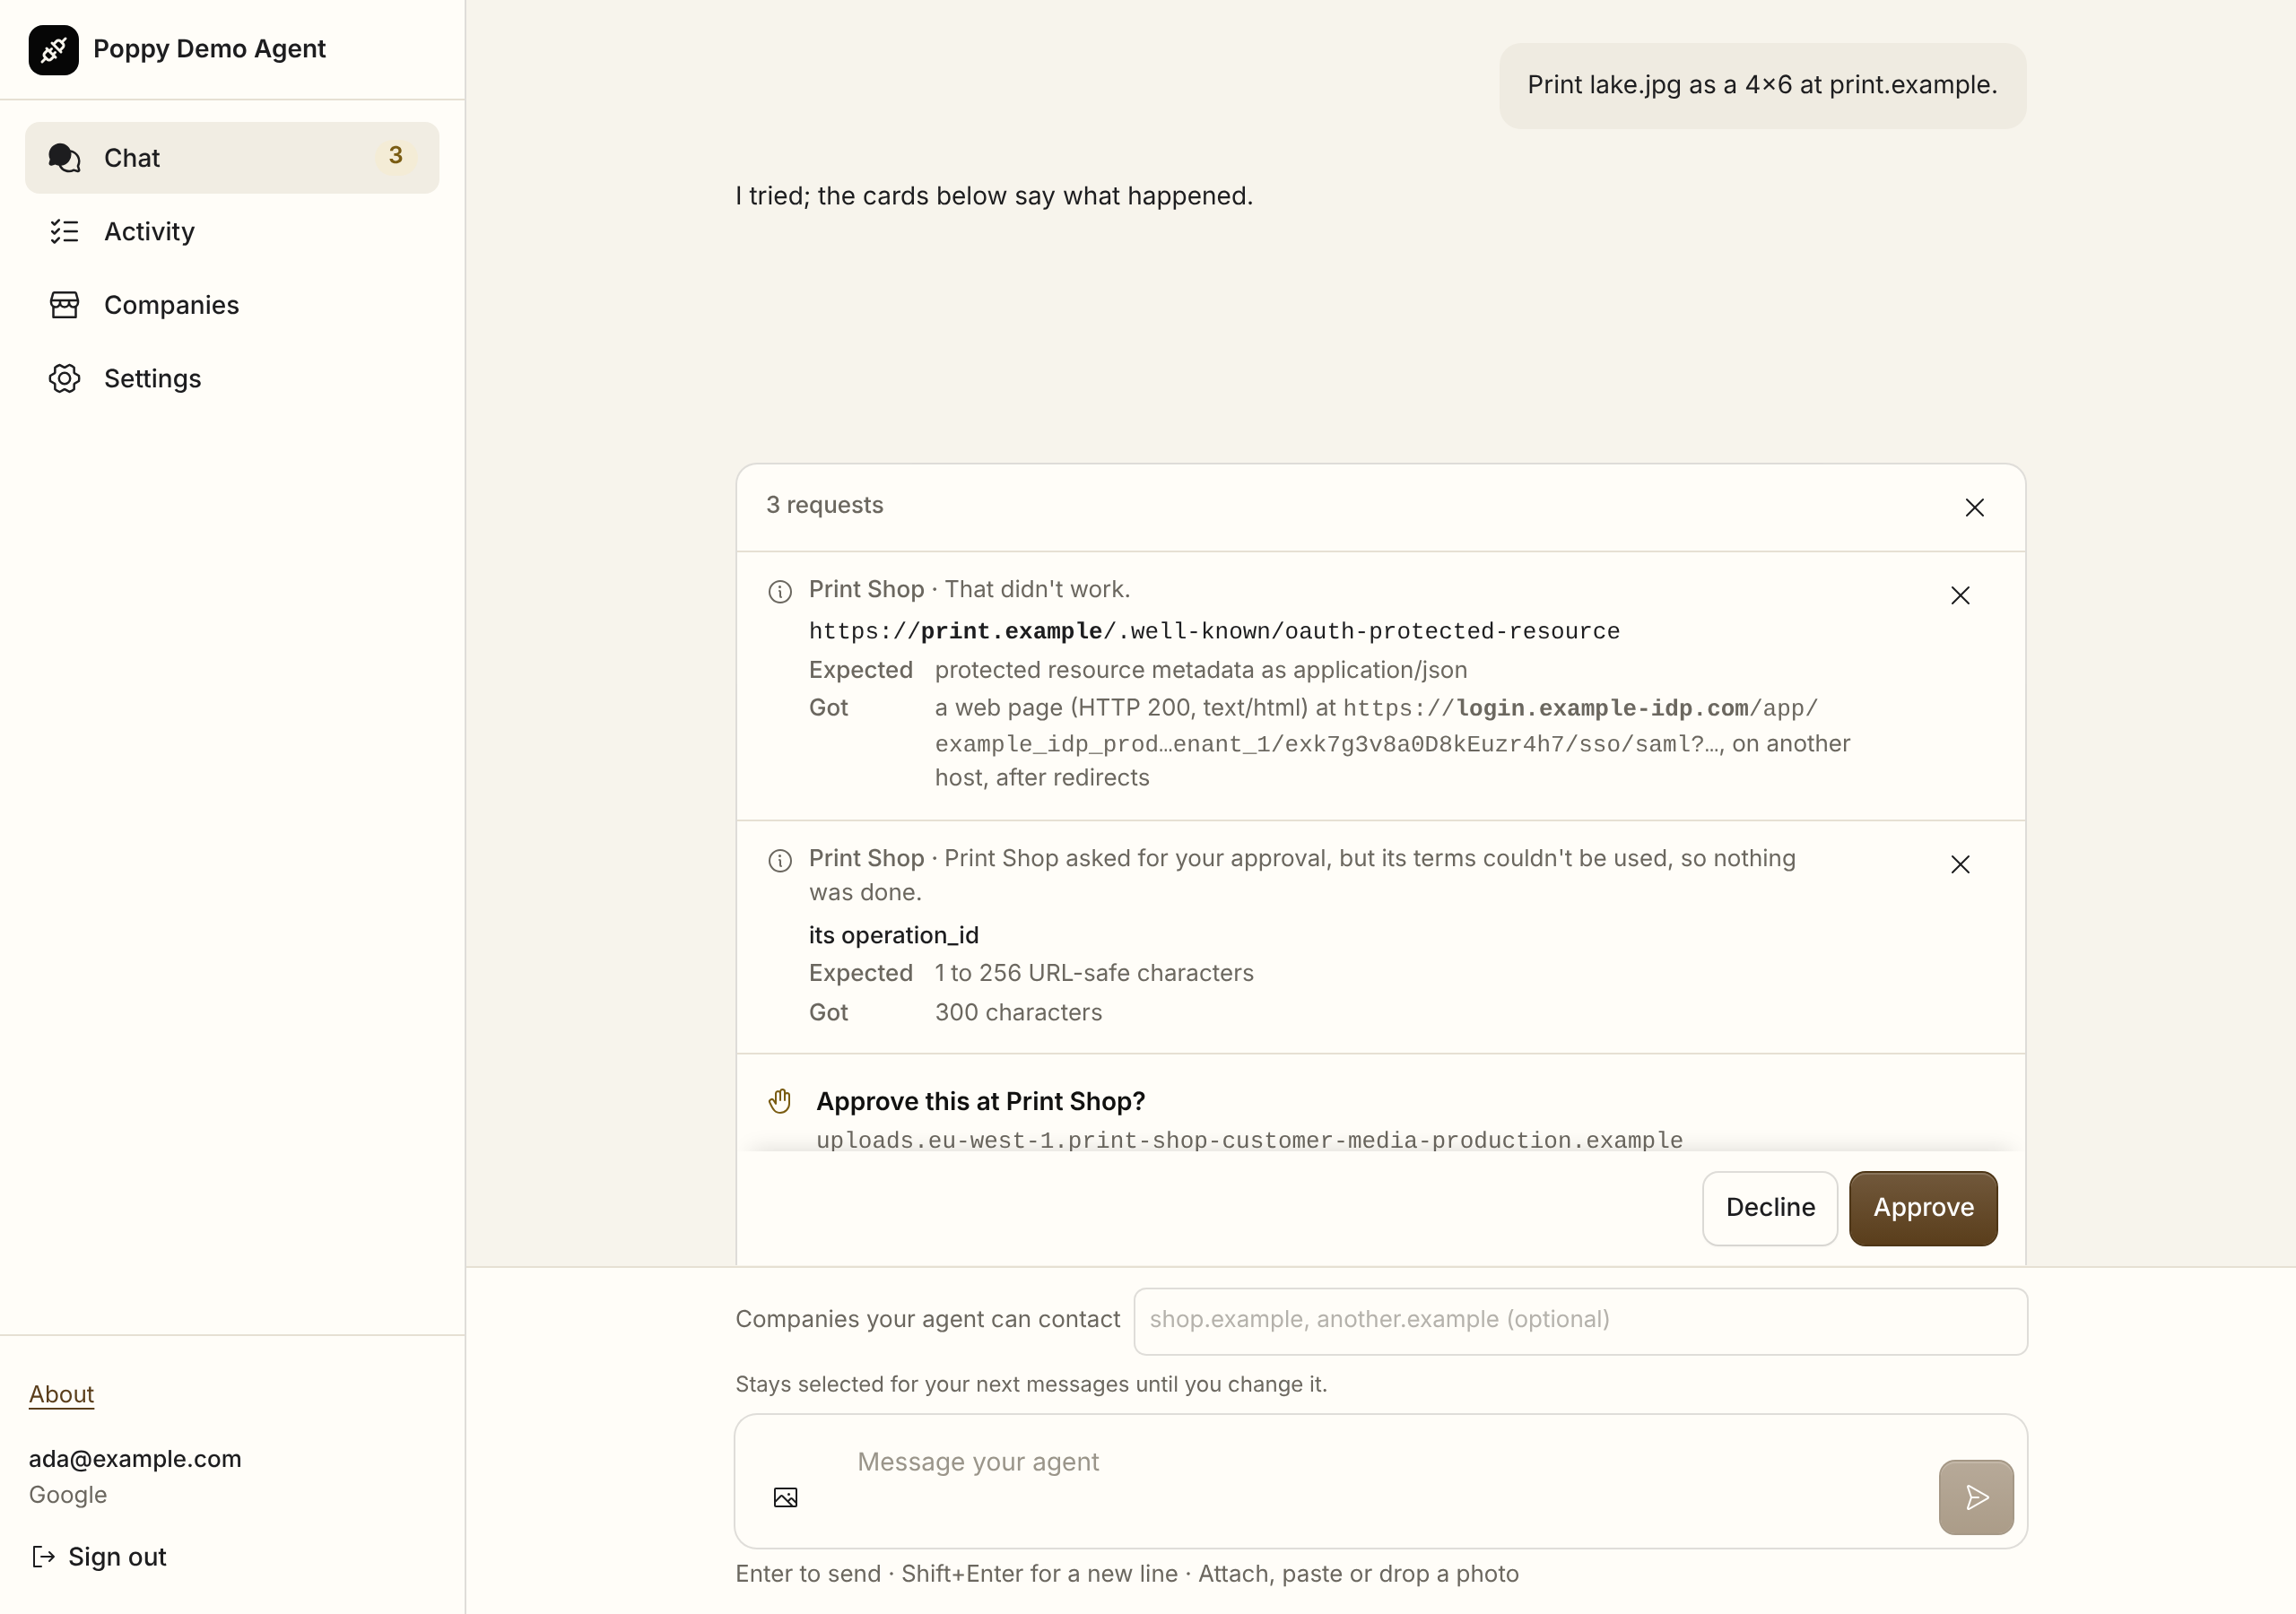 Poppy Demo Agent
Chat
3
Activity
Companies
Settings
About
ada@example.com
Google
Sign out
Print lake.jpg as a 4×6 at print.example.
I tried; the cards below say what happened.
3 requests
Print Shop · That didn't work.
https://print.example/.well-known/oauth-protected-resource
Expected protected resource metadata as application/json
Got a web page (HTTP 200, text/html) at https://login.example-idp.com/app/
example_idp_prod…enant_1/exk7g3v8a0D8kEuzr4h7/sso/saml?…, on another
host, after redirects
Print Shop · Print Shop asked for your approval, but its terms couldn't be used, so nothing
was done.
its operation_id
Expected 1 to 256 URL-safe characters
Got 300 characters
Approve this at Print Shop?
uploads.eu-west-1.print-shop-customer-media-production.example
Decline Approve
Companies your agent can contact shop.example, another.example (optional)
Stays selected for your next messages until you change it.
Message your agent
Enter to send · Shift+Enter for a new line · Attach, paste or drop a photo